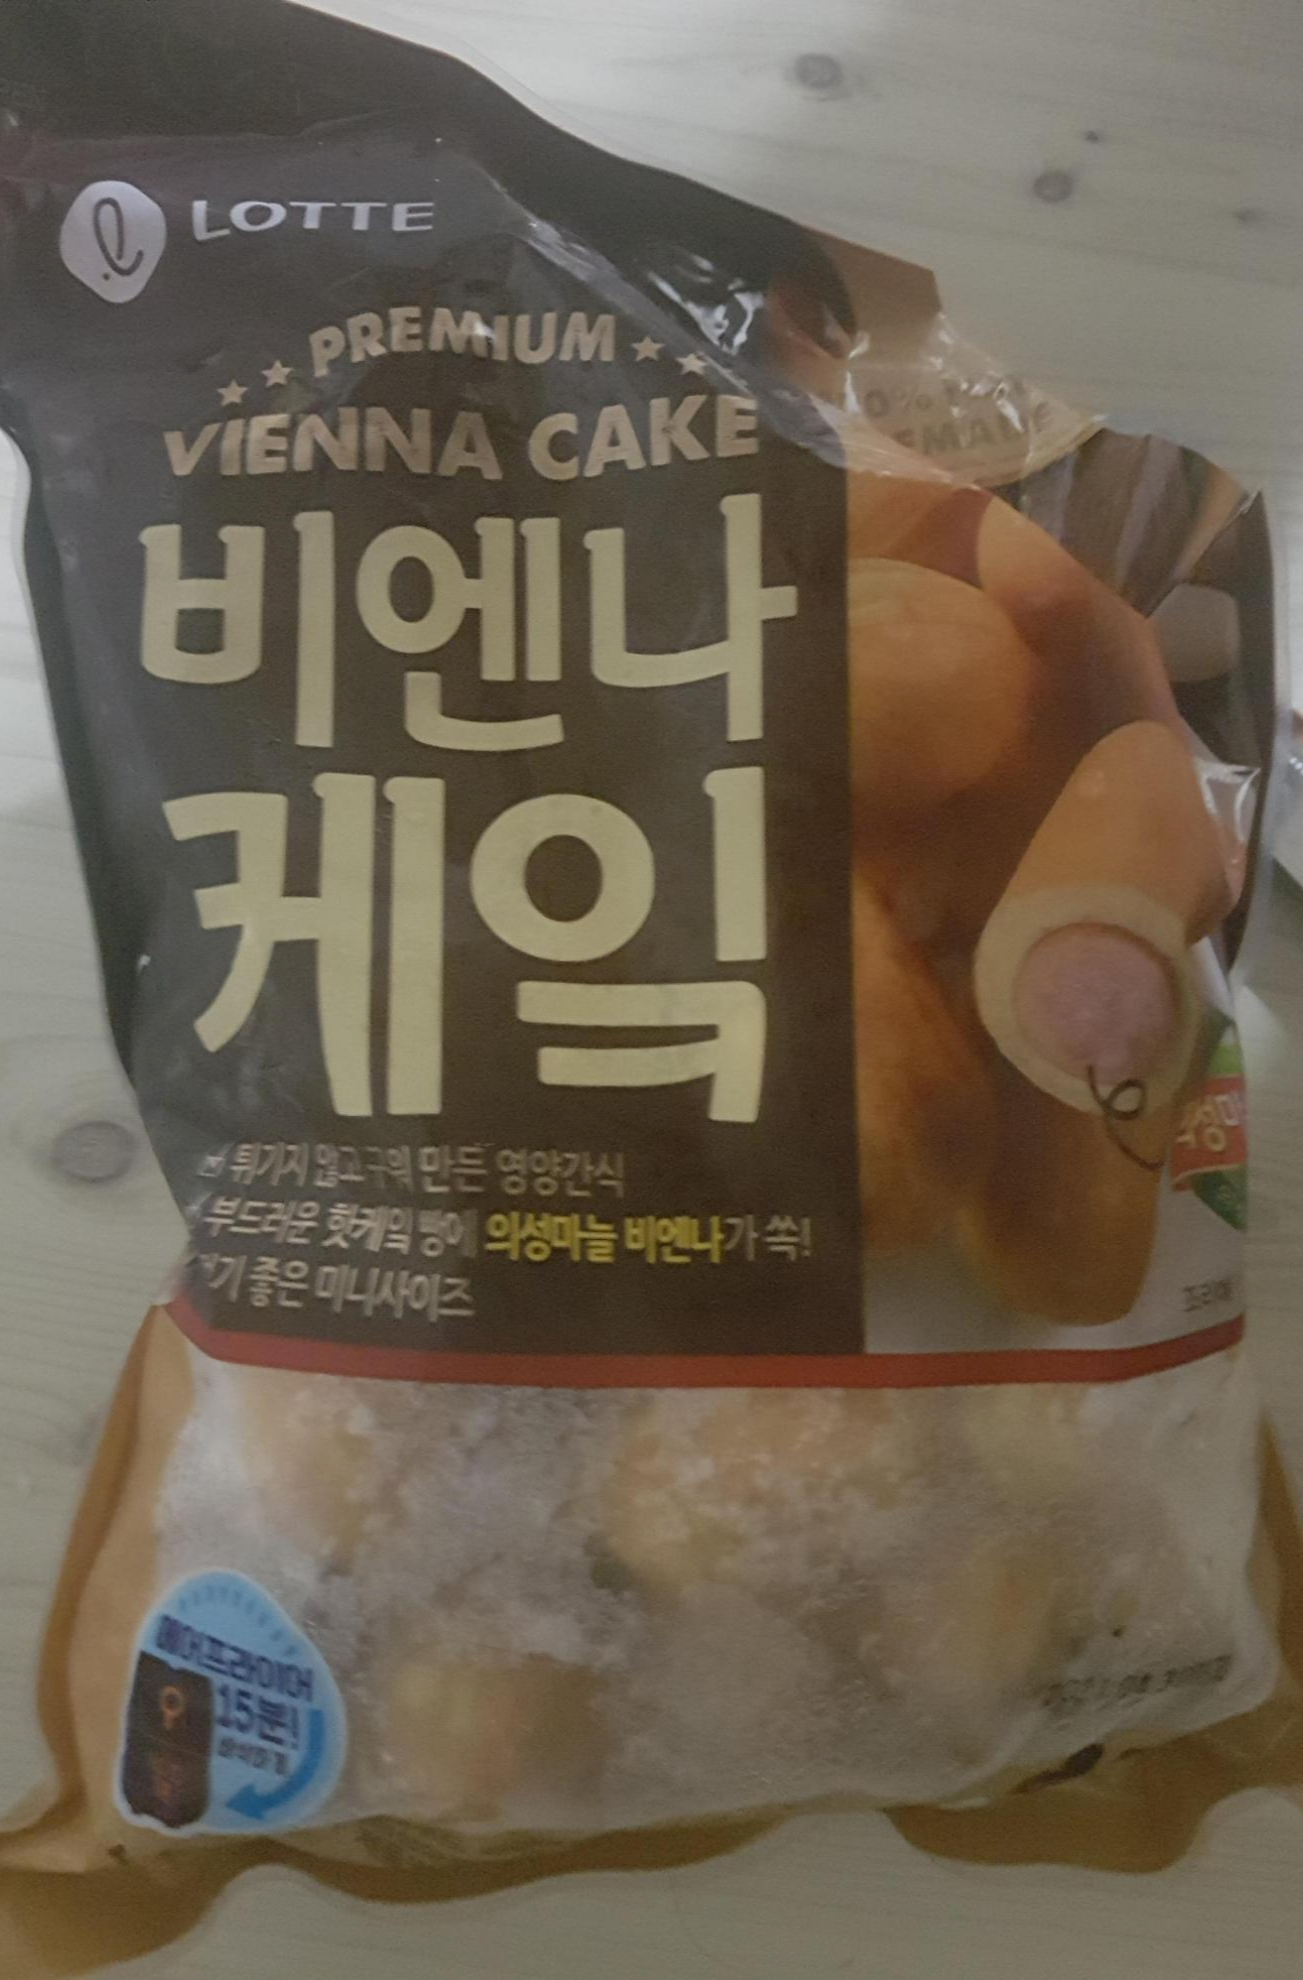 LOTTE
PREMIUM
VIENNA CAKE
비엔나
케익
튀기지 않고 구워 만든 영양간식
부드러운 핫케익 빵에 의성마늘 비엔나가 쏙!
좋은 미니사이즈
에어프라이어
15분!